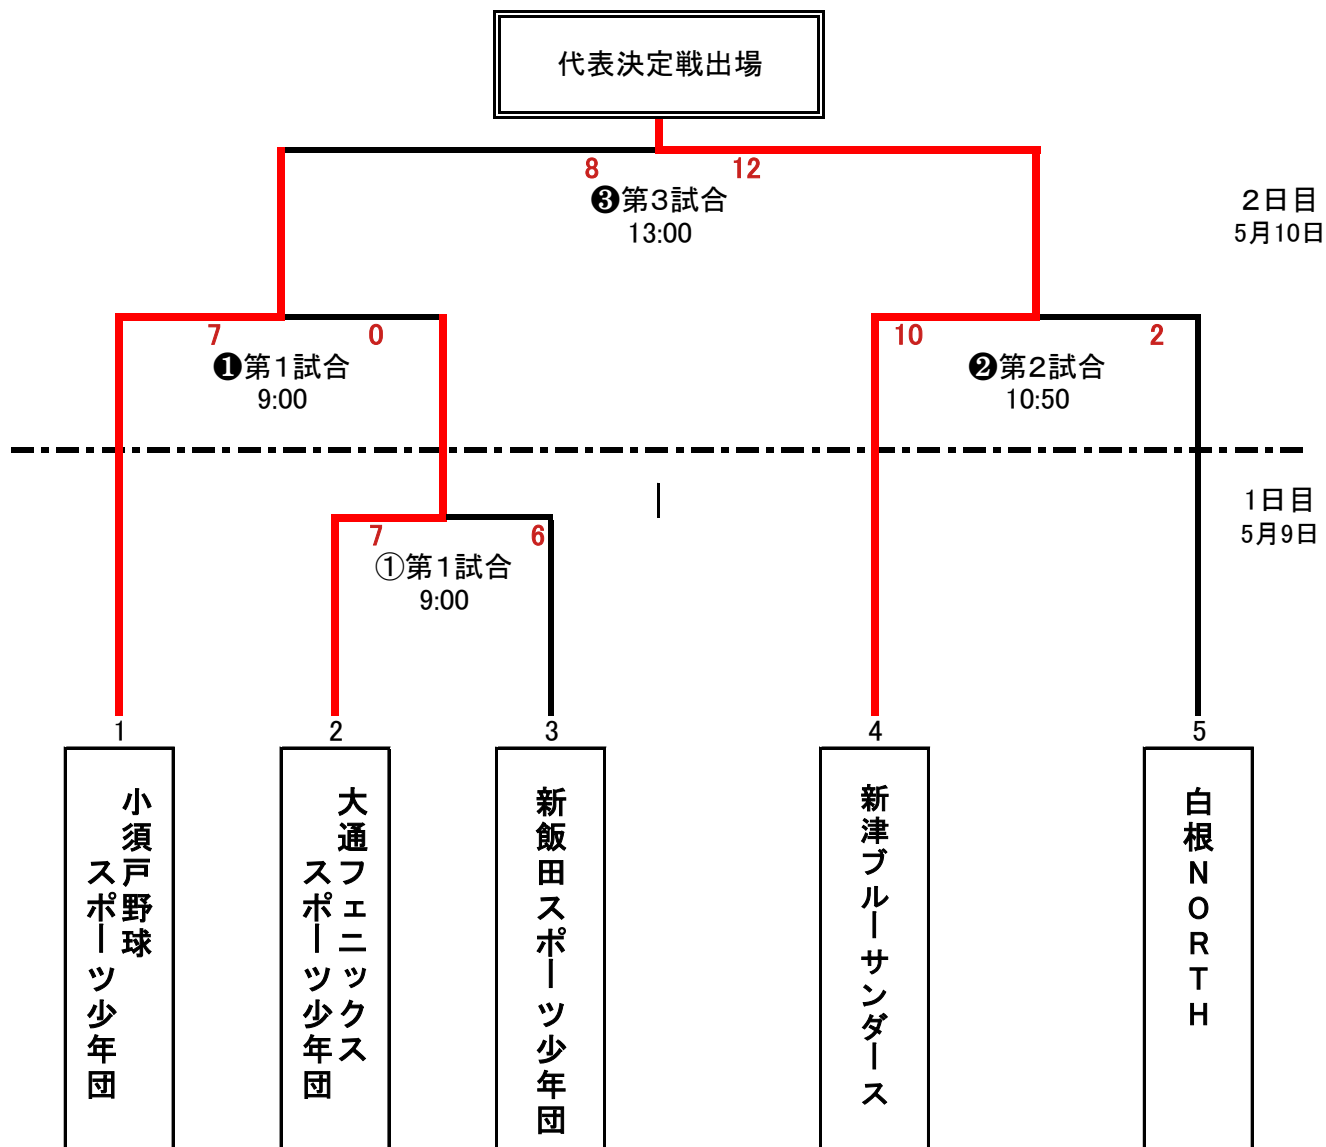 代表決定戦出場
8 12
❸第3試合
13:00
2日目
5月10日
7 0
❶第1試合
9:00
10 2
❷第2試合
10:50
1日目
5月9日
7 6
①第1試合
9:00
1
2
3
4
5
小須戸野球
スポーツ少年団
大通フェニックス
スポーツ少年団
新飯田スポーツ少年団
新津ブルーサンダース
白根NORTH